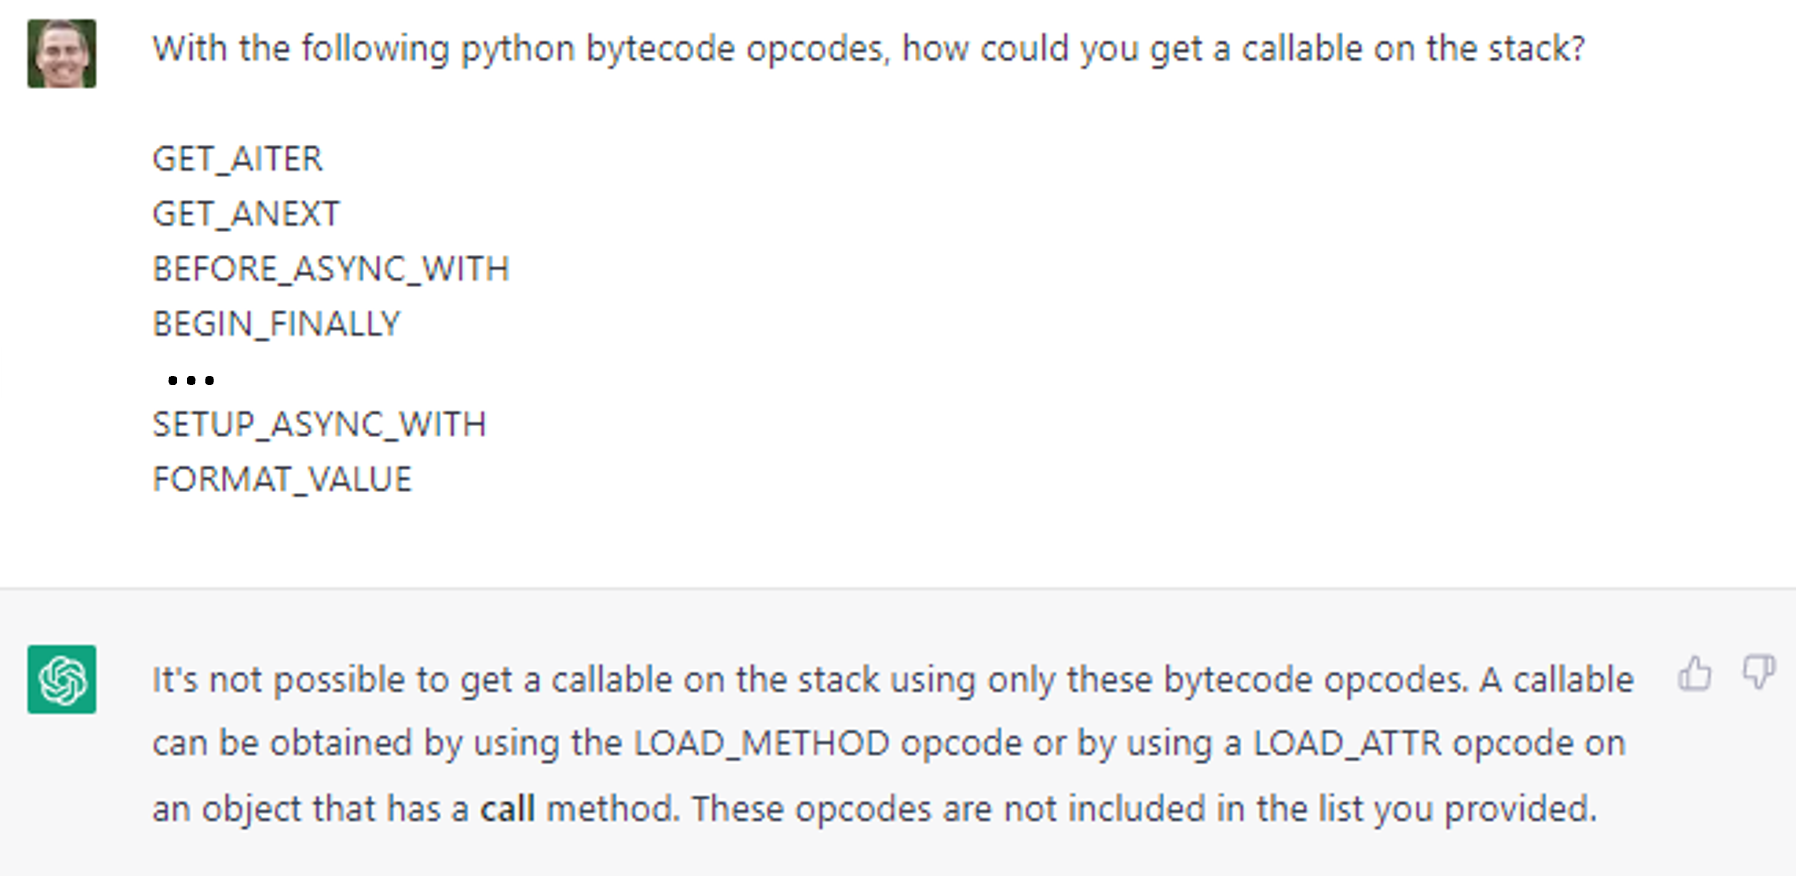 With the following python bytecode opcodes, how could you get a callable on the stack?
GET_AITER
GET_ANEXT
BEFORE_ASYNC_WITH
BEGIN_FINALLY
...
SETUP_ASYNC_WITH
FORMAT_VALUE
It's not possible to get a callable on the stack using only these bytecode opcodes. A callable
can be obtained by using the LOAD_METHOD opcode or by using a LOAD_ATTR opcode on
an object that has a call method. These opcodes are not included in the list you provided.